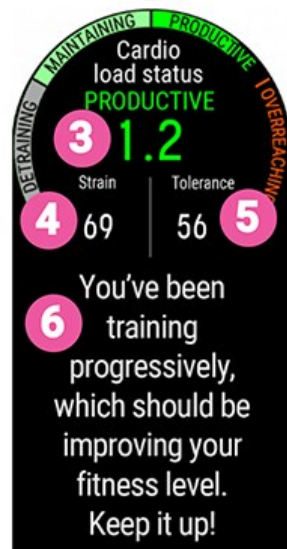 DETRAINING
MAINTAINING
PRODUCTIVE
OVERREACHING
Cardio
load status
PRODUCTIVE
3
1.2
Strain
Tolerance
4
69
56
5
6
You've been
training
progressively,
which should be
improving your
fitness level.
Keep it up!